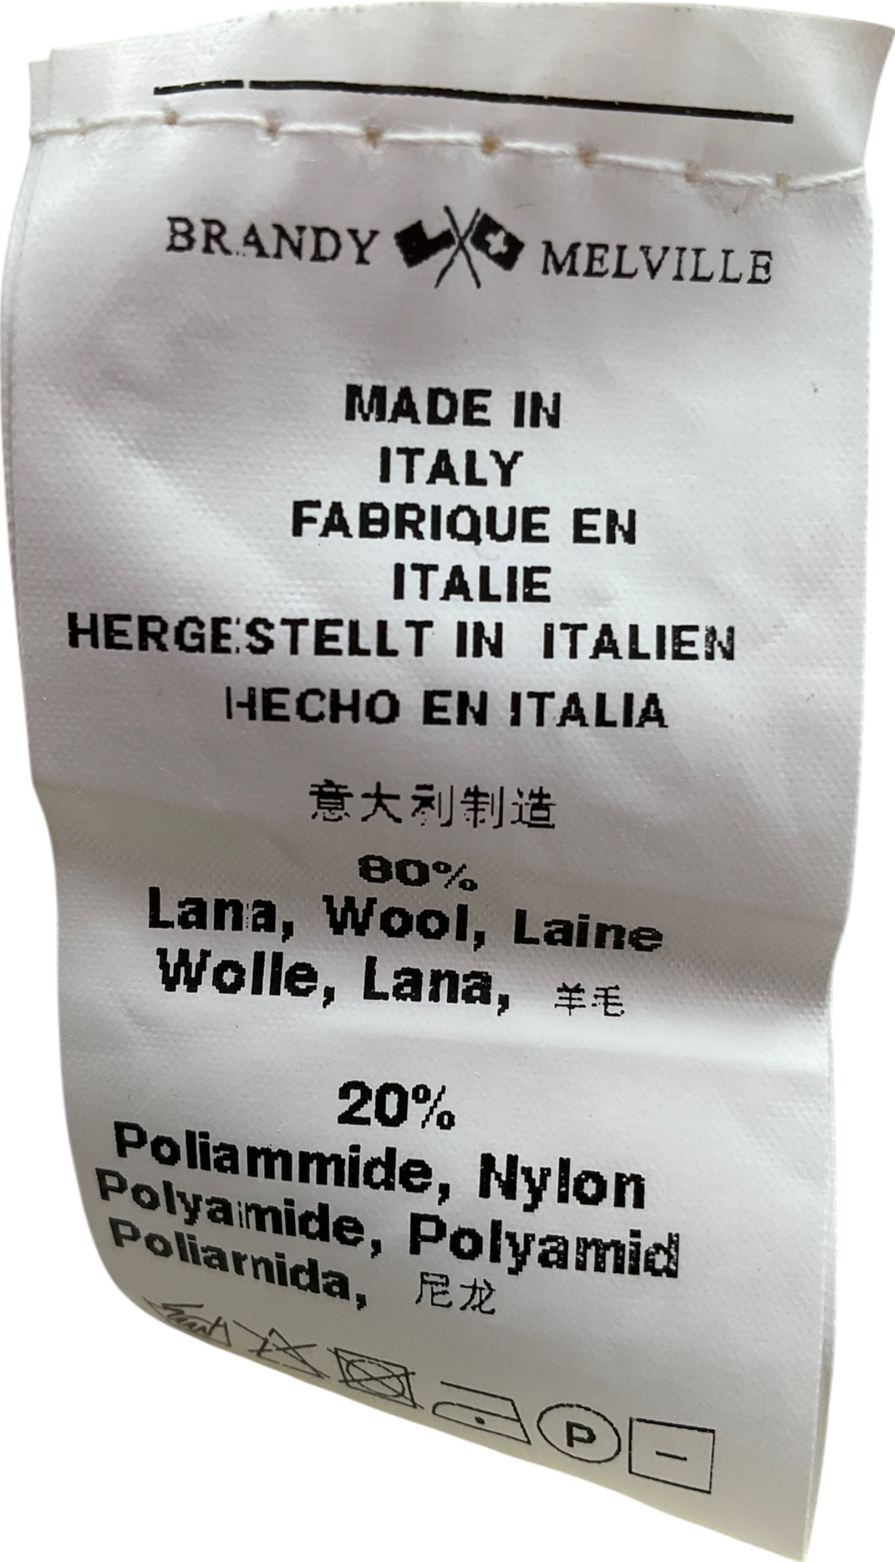 BRANDY MELVILLE
MADE IN
ITALY
FABRIQUE EN
ITALIE
HERGESTELLT IN ITALIEN
HECHO EN ITALIA
意大利制造
80%
Lana, Wool, Laine
Wolle, Lana, 羊毛
20%
Poliammide, Nylon
Polyamide, Polyamid
Poliarnida, 尼龙
P